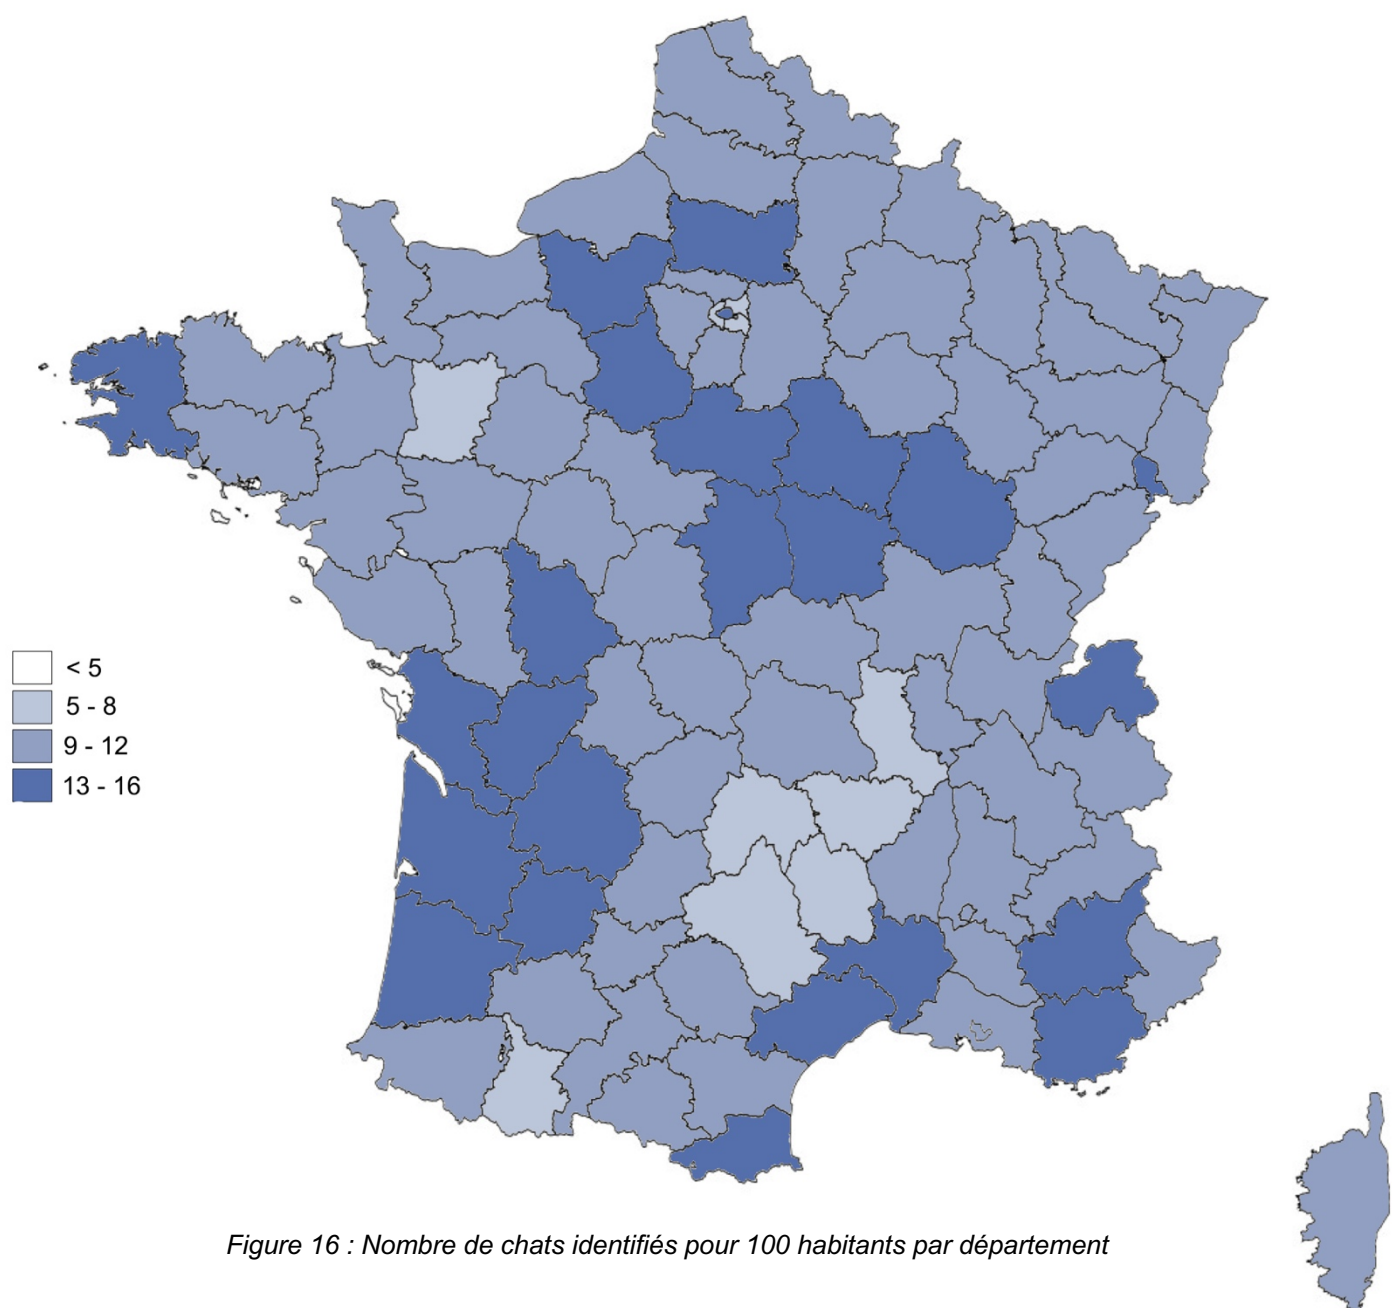 < 5
5 - 8
9 - 12
13 - 16
Figure 16 : Nombre de chats identifiés pour 100 habitants par département